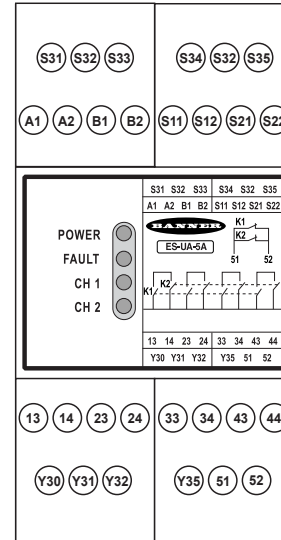 S31 S32 S33 S34 S32 S35
A1 A2 B1 B2 S11 S12 S21 S22
S31 S32 S33 S34 S32 S35
A1 A2 B1 B2 S11 S12 S21 S22
BANNER
ES-UA-5A
K1
K2
51 52
POWER
FAULT
CH 1
CH 2
K1 K2
13 14 23 24 33 34 43 44
Y30 Y31 Y32 Y35 51 52
13 14 23 24 33 34 43 44
Y30 Y31 Y32 Y35 51 52